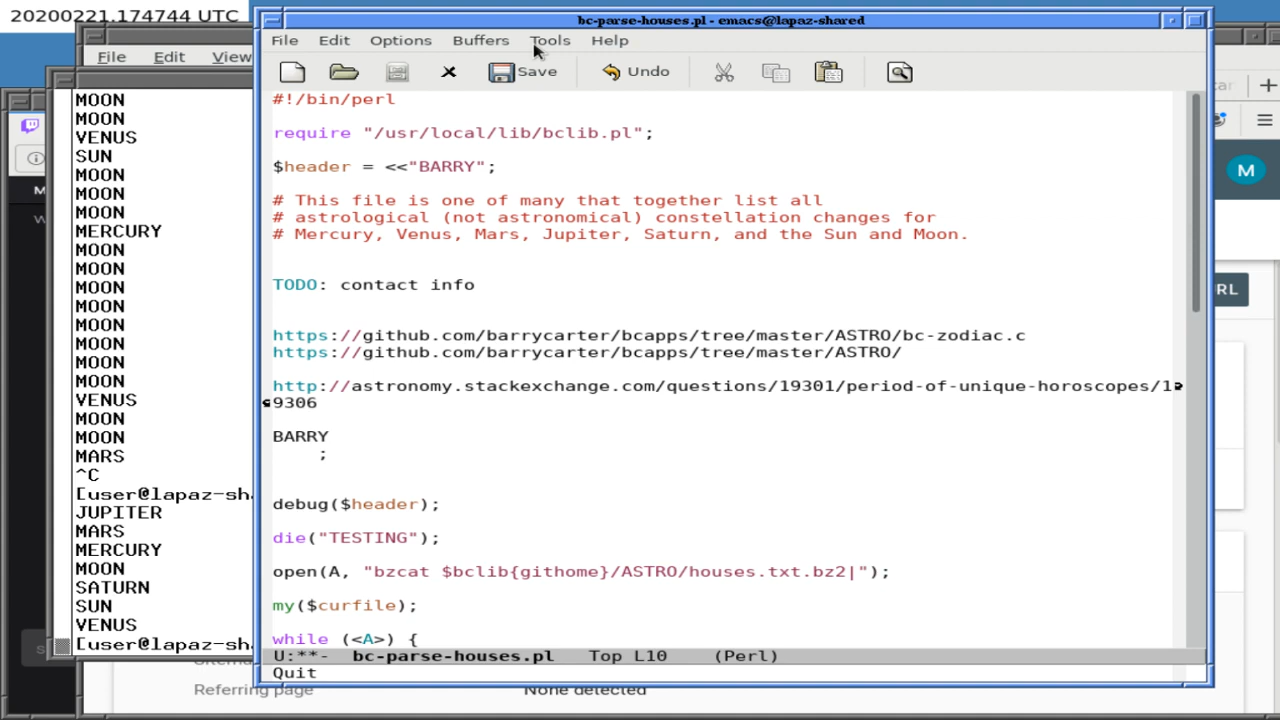 20200221.174744 UTC
bc-parse-houses.pl - emacs@lapaz-shared
File Edit Options Buffers Tools Help
Save Undo
#!/bin/perl
require "/usr/local/lib/bclib.pl";
$header = <<"BARRY";
# This file is one of many that together list all
# astrological (not astronomical) constellation changes for
# Mercury, Venus, Mars, Jupiter, Saturn, and the Sun and Moon.
TODO: contact info
https://github.com/barrycarter/bcapps/tree/master/ASTRO/bc-zodiac.c
https://github.com/barrycarter/bcapps/tree/master/ASTRO/
http://astronomy.stackexchange.com/questions/19301/period-of-unique-horoscopes/1
9306
BARRY
;
debug($header);
die("TESTING");
open(A, "bzcat $bclib{githome}/ASTRO/houses.txt.bz2|");
my($curfile);
while (<A>) {
U:**- bc-parse-houses.pl Top L10 (Perl)
Quit
File Edit View
MOON
MOON
VENUS
SUN
MOON
MOON
MOON
MERCURY
MOON
MOON
MOON
MOON
MOON
MOON
MOON
MOON
VENUS
MOON
MOON
MARS
^C
[user@lapaz-sha
JUPITER
MARS
MERCURY
MOON
SATURN
SUN
VENUS
[user@lapaz-sha
M
RL
Referring page None detected